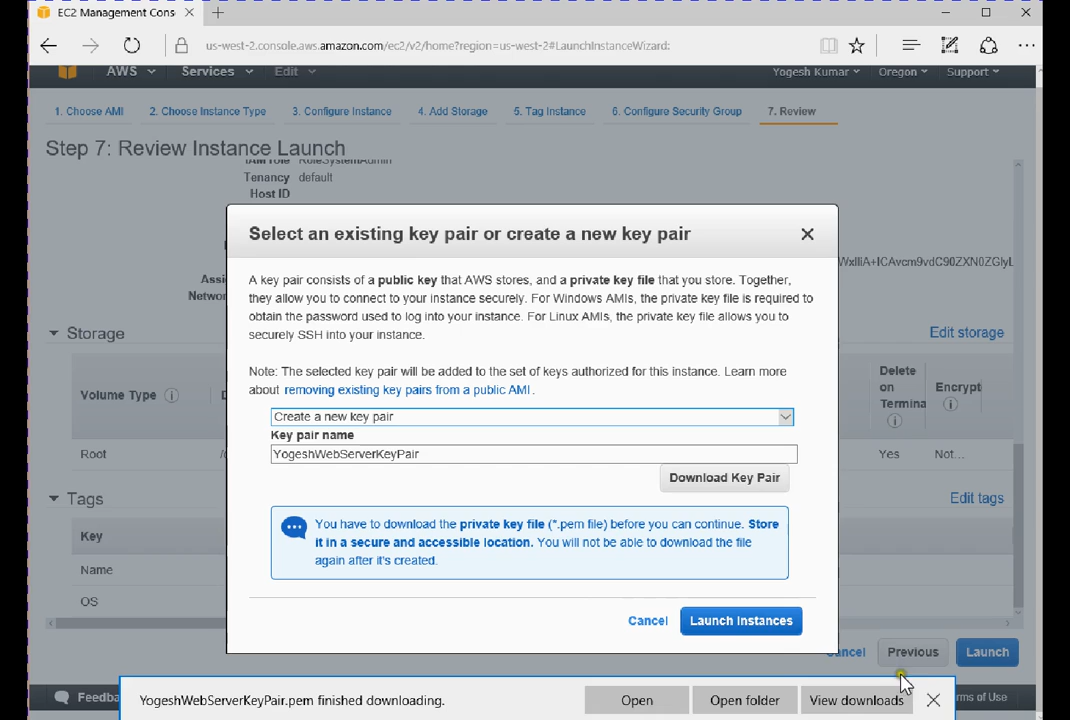 EC2 Management Cons
us-west-2.console.aws.amazon.com/ec2/v2/home?region=us-west-2#LaunchInstanceWizard:
AWS Services Edit Yogesh Kumar Oregon Support
1. Choose AMI 2. Choose Instance Type 3. Configure Instance 4. Add Storage 5. Tag Instance 6. Configure Security Group 7. Review
Step 7: Review Instance Launch
IAM role RoleSystemAdmin
Tenancy default
Host ID
Select an existing key pair or create a new key pair
A key pair consists of a public key that AWS stores, and a private key file that you store. Together,
they allow you to connect to your instance securely. For Windows AMIs, the private key file is required to
obtain the password used to log into your instance. For Linux AMIs, the private key file allows you to
securely SSH into your instance.
Assi
Networ
Note: The selected key pair will be added to the set of keys authorized for this instance. Learn more
about removing existing key pairs from a public AMI.
Create a new key pair
Key pair name
YogeshWebServerKeyPair
Download Key Pair
You have to download the private key file (*.pem file) before you can continue. Store
it in a secure and accessible location. You will not be able to download the file
again after it's created.
Cancel Launch Instances
Storage Edit storage
Volume Type
Delete
on
Termina
Encrypt
Root Yes Not...
Tags Edit tags
Key
Name
OS
Cancel Previous Launch
Feedba rms of Use
YogeshWebServerKeyPair.pem finished downloading. Open Open folder View downloads